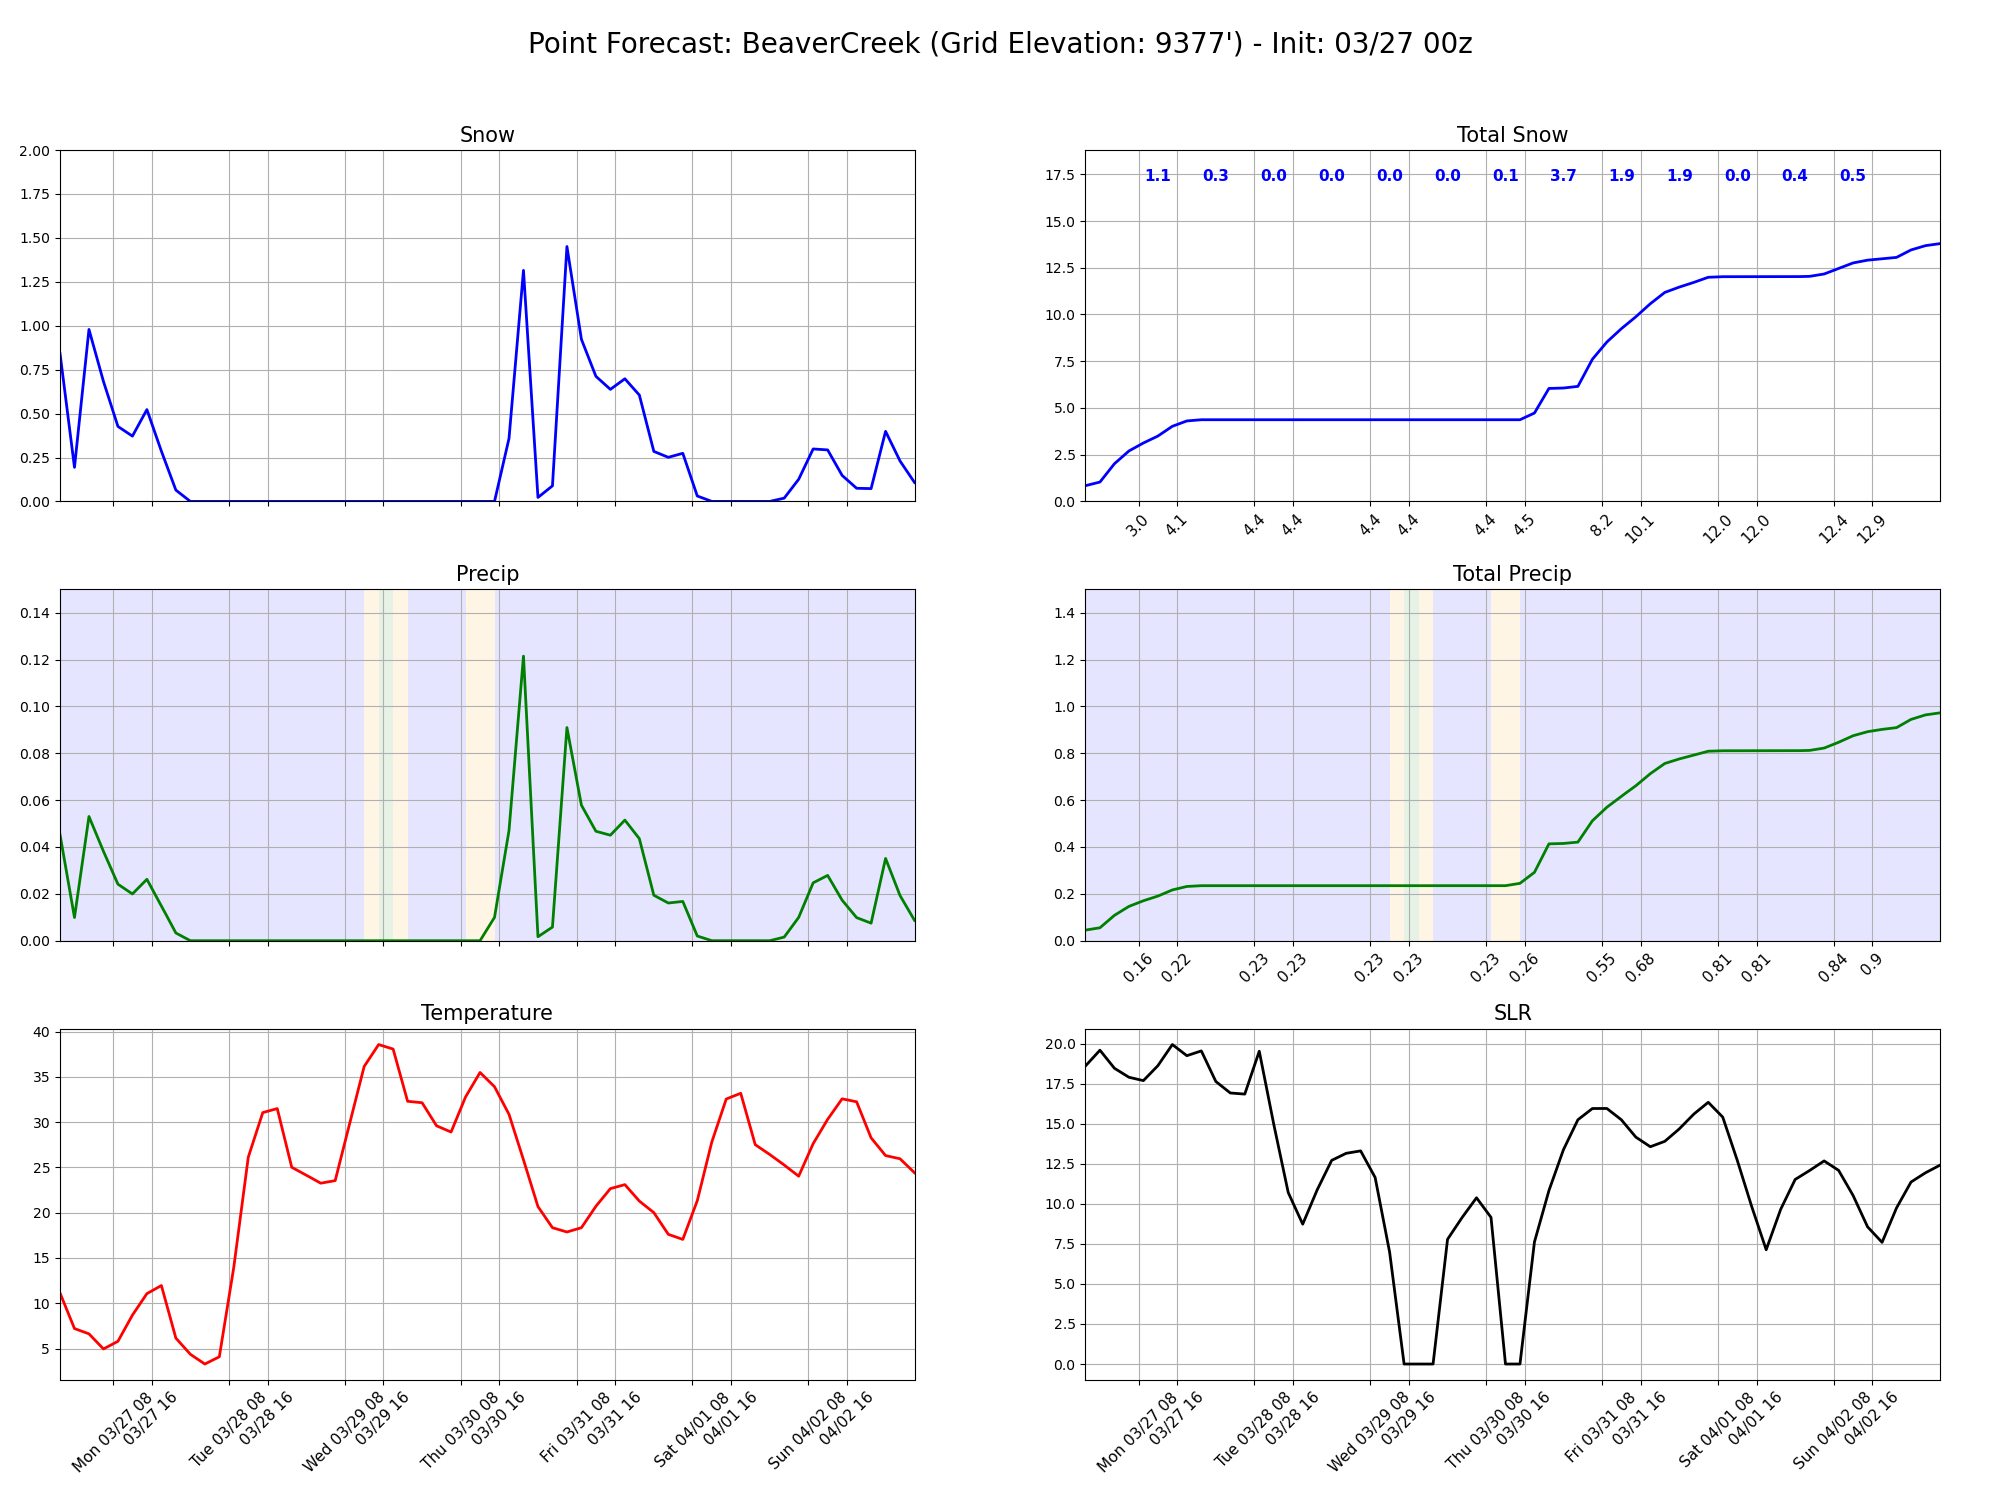 Point Forecast: BeaverCreek (Grid Elevation: 9377') - Init: 03/27 00z
Snow
2.00
1.75
1.50
1.25
1.00
0.75
0.50
0.25
0.00
Total Snow
1.1 0.3 0.0 0.0 0.0 0.0 0.1 3.7 1.9 1.9 0.0 0.4 0.5
17.5
15.0
12.5
10.0
7.5
5.0
2.5
0.0
3.0 4.1 4.4 4.4 4.4 4.4 4.4 4.5 8.2 10.1 12.0 12.0 12.4 12.9
Precip
0.14
0.12
0.10
0.08
0.06
0.04
0.02
0.00
Total Precip
1.4
1.2
1.0
0.8
0.6
0.4
0.2
0.0
0.16 0.22 0.23 0.23 0.23 0.23 0.23 0.26 0.55 0.68 0.81 0.81 0.84 0.9
Temperature
40
35
30
25
20
15
10
5
Mon 03/27 08
03/27 16
Tue 03/28 08
03/28 16
Wed 03/29 08
03/29 16
Thu 03/30 08
03/30 16
Fri 03/31 08
03/31 16
Sat 04/01 08
04/01 16
Sun 04/02 08
04/02 16
SLR
20.0
17.5
15.0
12.5
10.0
7.5
5.0
2.5
0.0
Mon 03/27 08
03/27 16
Tue 03/28 08
03/28 16
Wed 03/29 08
03/29 16
Thu 03/30 08
03/30 16
Fri 03/31 08
03/31 16
Sat 04/01 08
04/01 16
Sun 04/02 08
04/02 16